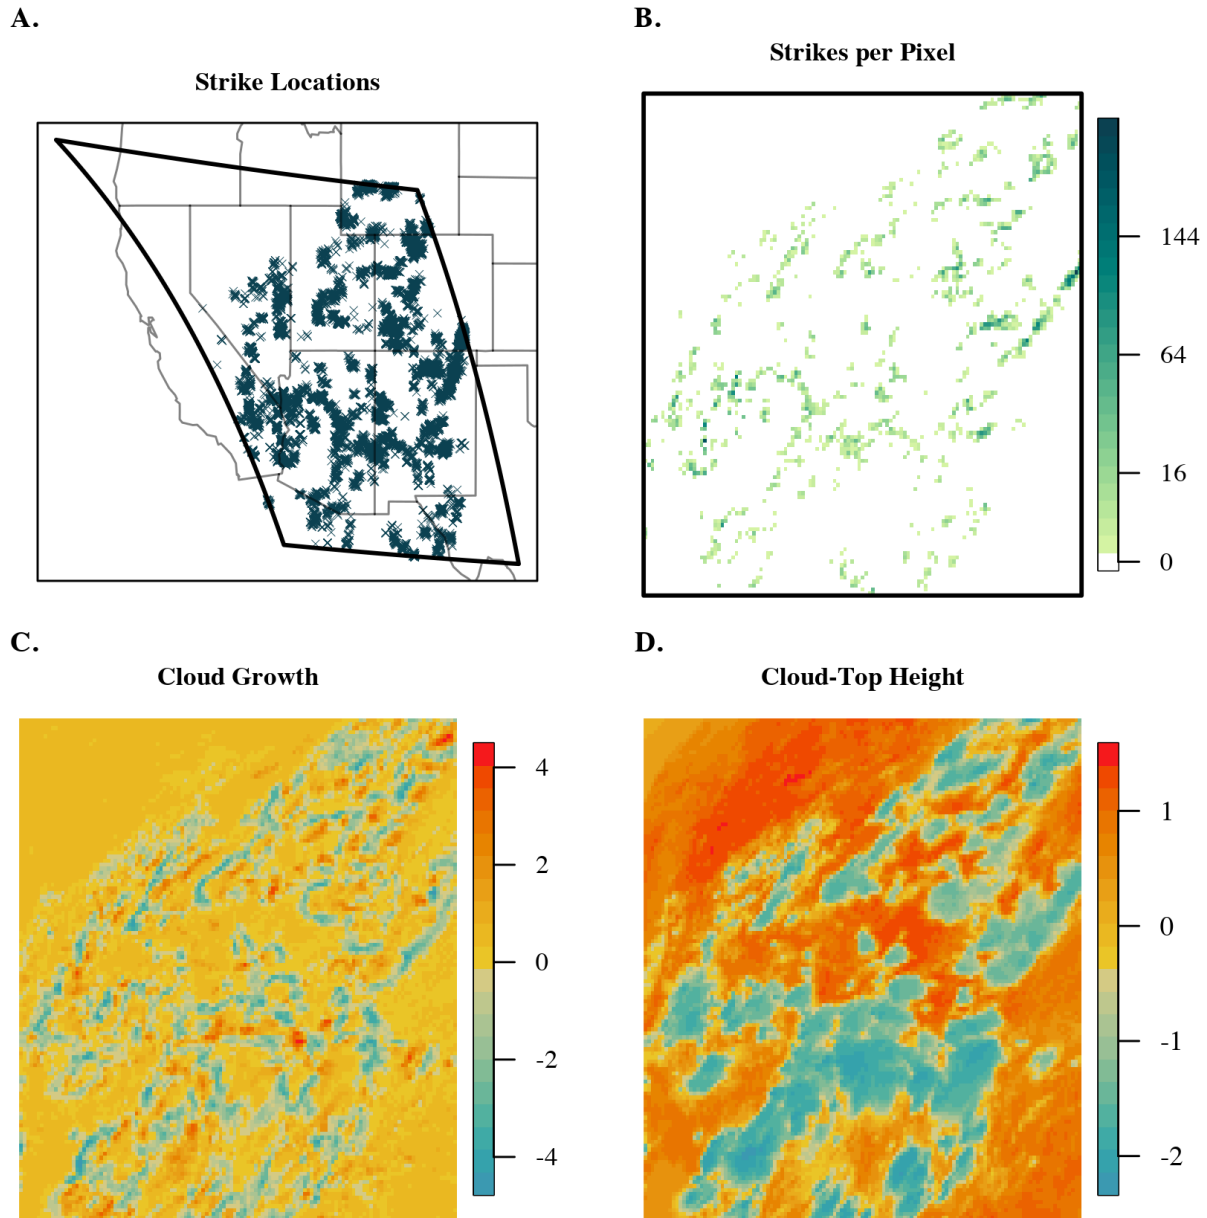 A.
Strike Locations
B.
Strikes per Pixel
144
64
16
0
C.
Cloud Growth
4
2
0
-2
-4
D.
Cloud-Top Height
1
0
-1
-2